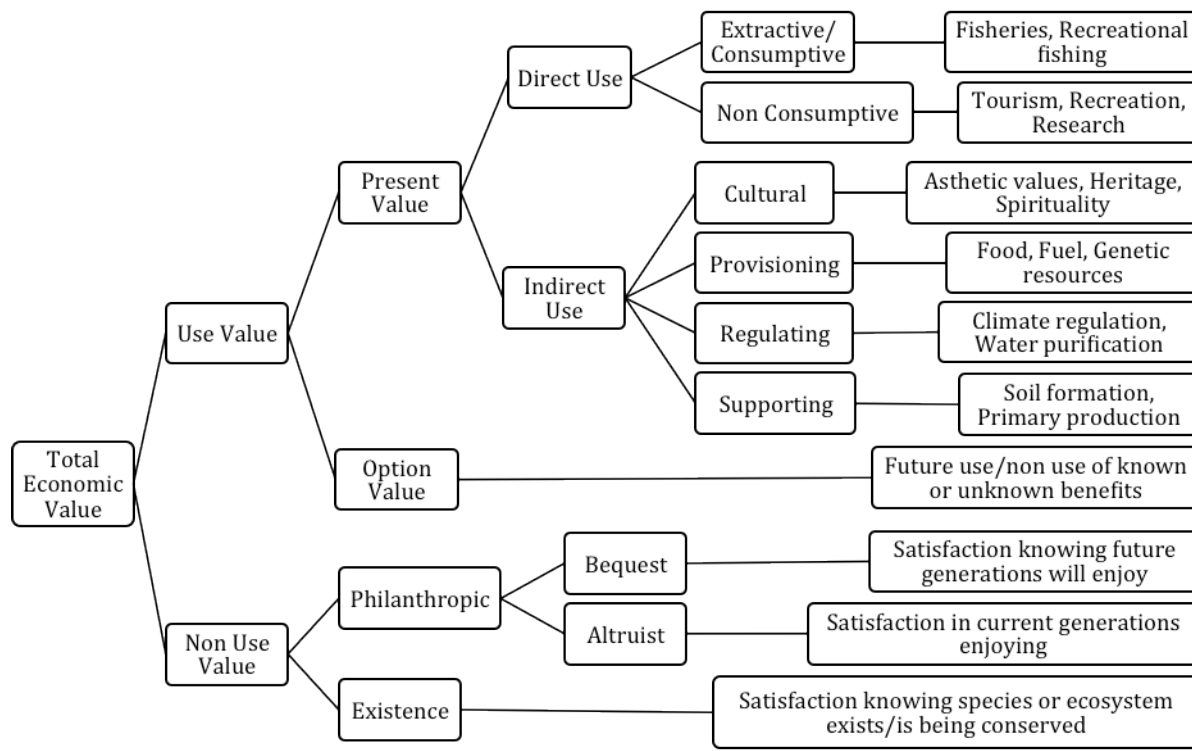 Extractive/
Consumptive
Fisheries, Recreational
fishing
Direct Use
Non Consumptive
Tourism, Recreation,
Research
Present
Value
Cultural
Asthetic values, Heritage,
Spirituality
Provisioning
Food, Fuel, Genetic
resources
Indirect
Use
Use Value
Regulating
Climate regulation,
Water purification
Supporting
Soil formation,
Primary production
Total
Economic
Value
Option
Value
Future use/non use of known
or unknown benefits
Bequest
Satisfaction knowing future
generations will enjoy
Philanthropic
Altruist
Satisfaction in current generations
enjoying
Non Use
Value
Existence
Satisfaction knowing species or ecosystem
exists/is being conserved